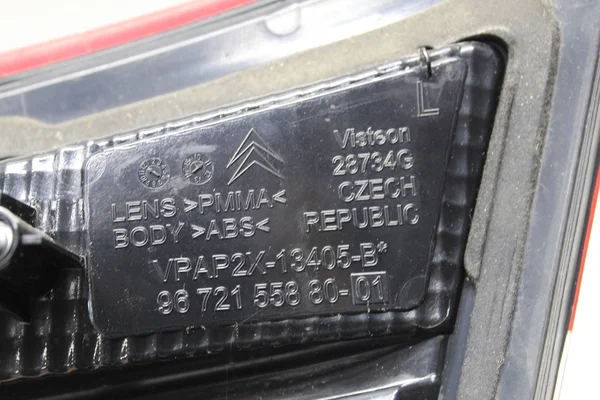 L
Visteon
28734G
CZECH
REPUBLIC
LENS >PMMA<
BODY >ABS<
VPAP2X-13405-B*
96 721 558 80-01